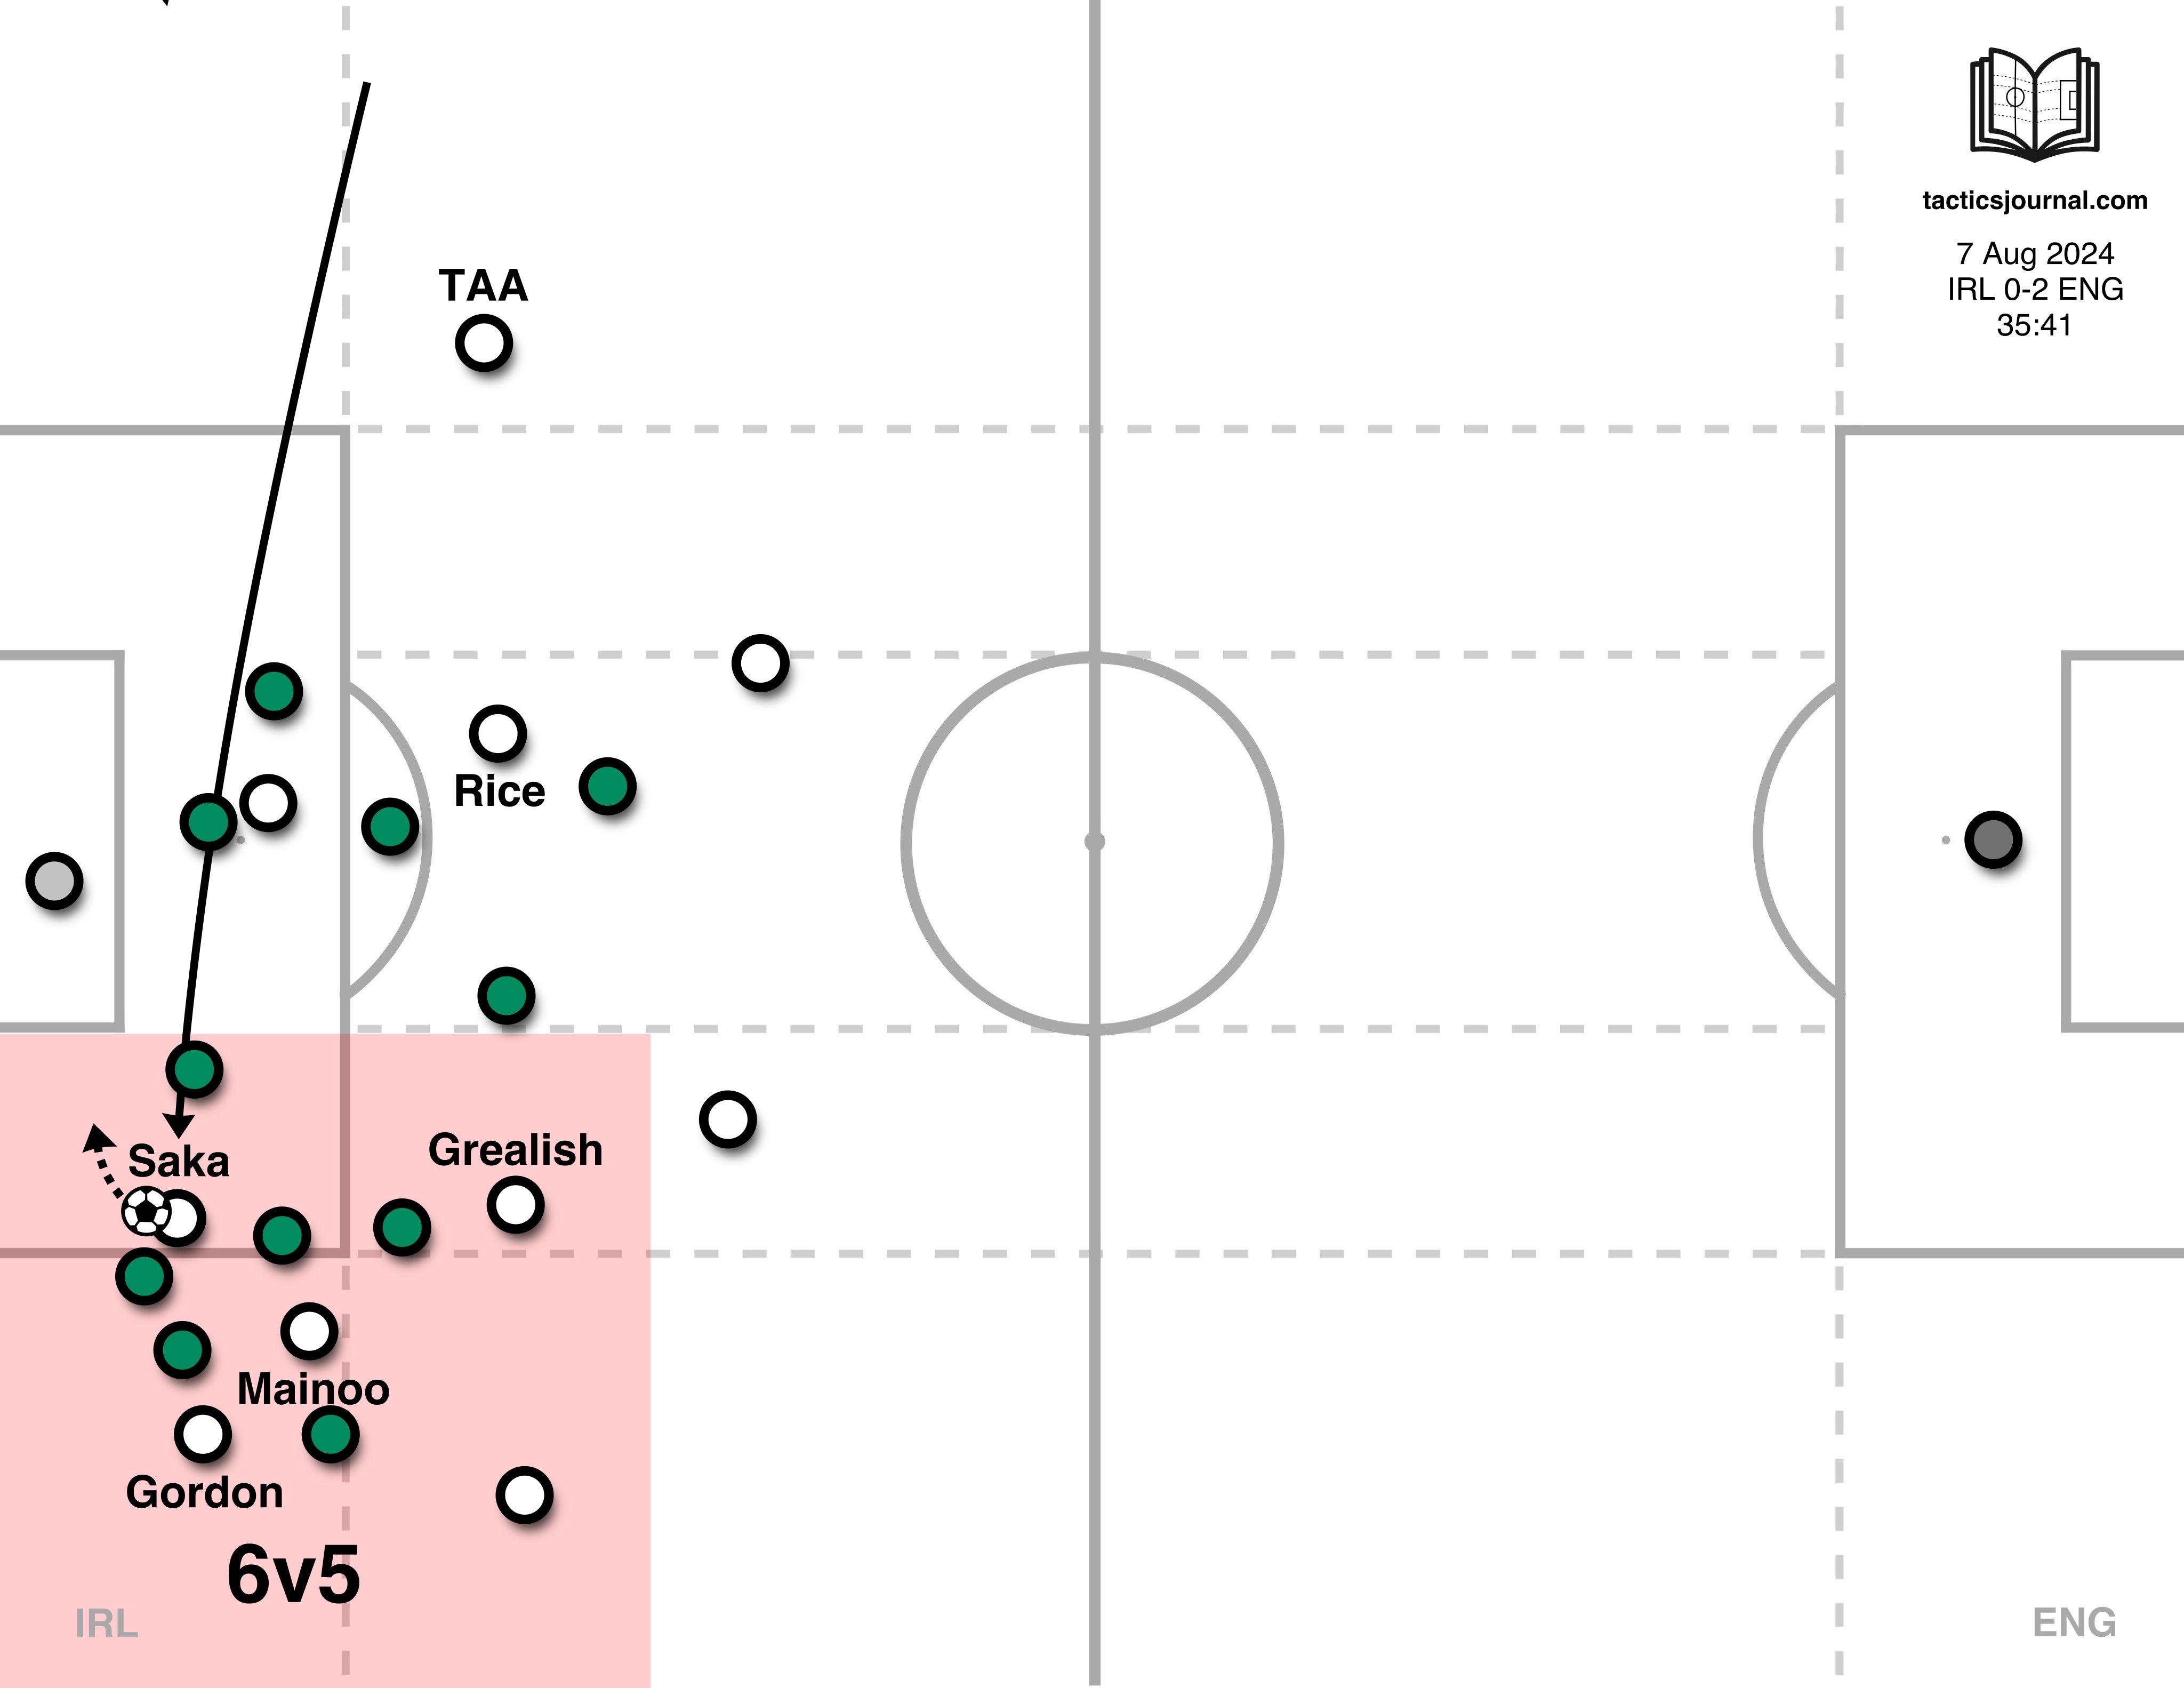 tacticsjournal.com
7 Aug 2024
IRL 0-2 ENG
35:41
TAA
Rice
Saka
Grealish
Mainoo
Gordon
6v5
IRL
ENG